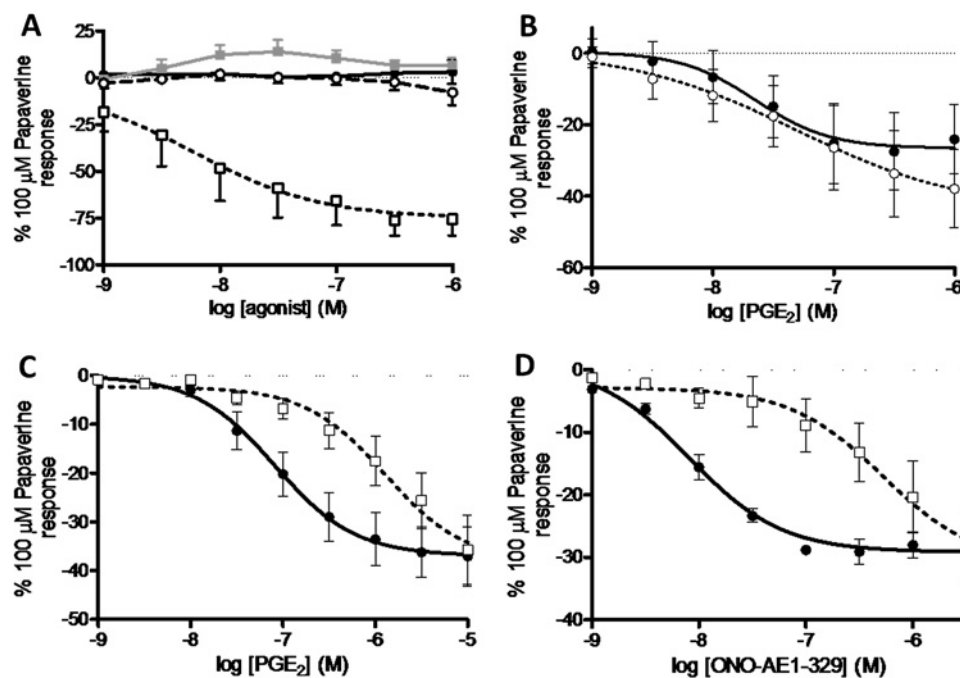 A
25
0
-25
-50
-75
-100
% 100 µM Papaverine
response
-9
-8
-7
-6
log [agonist] (M)
B
0
-20
-40
-60
% 100 µM Papaverine
response
-9
-8
-7
-6
log [PGE₂] (M)
C
0
-10
-20
-30
-40
-50
% 100 µM Papaverine
response
-9
-8
-7
-6
-5
log [PGE₂] (M)
D
0
-10
-20
-30
-40
% 100 µM Papaverine
response
-9
-8
-7
-6
log [ONO-AE1-329] (M)